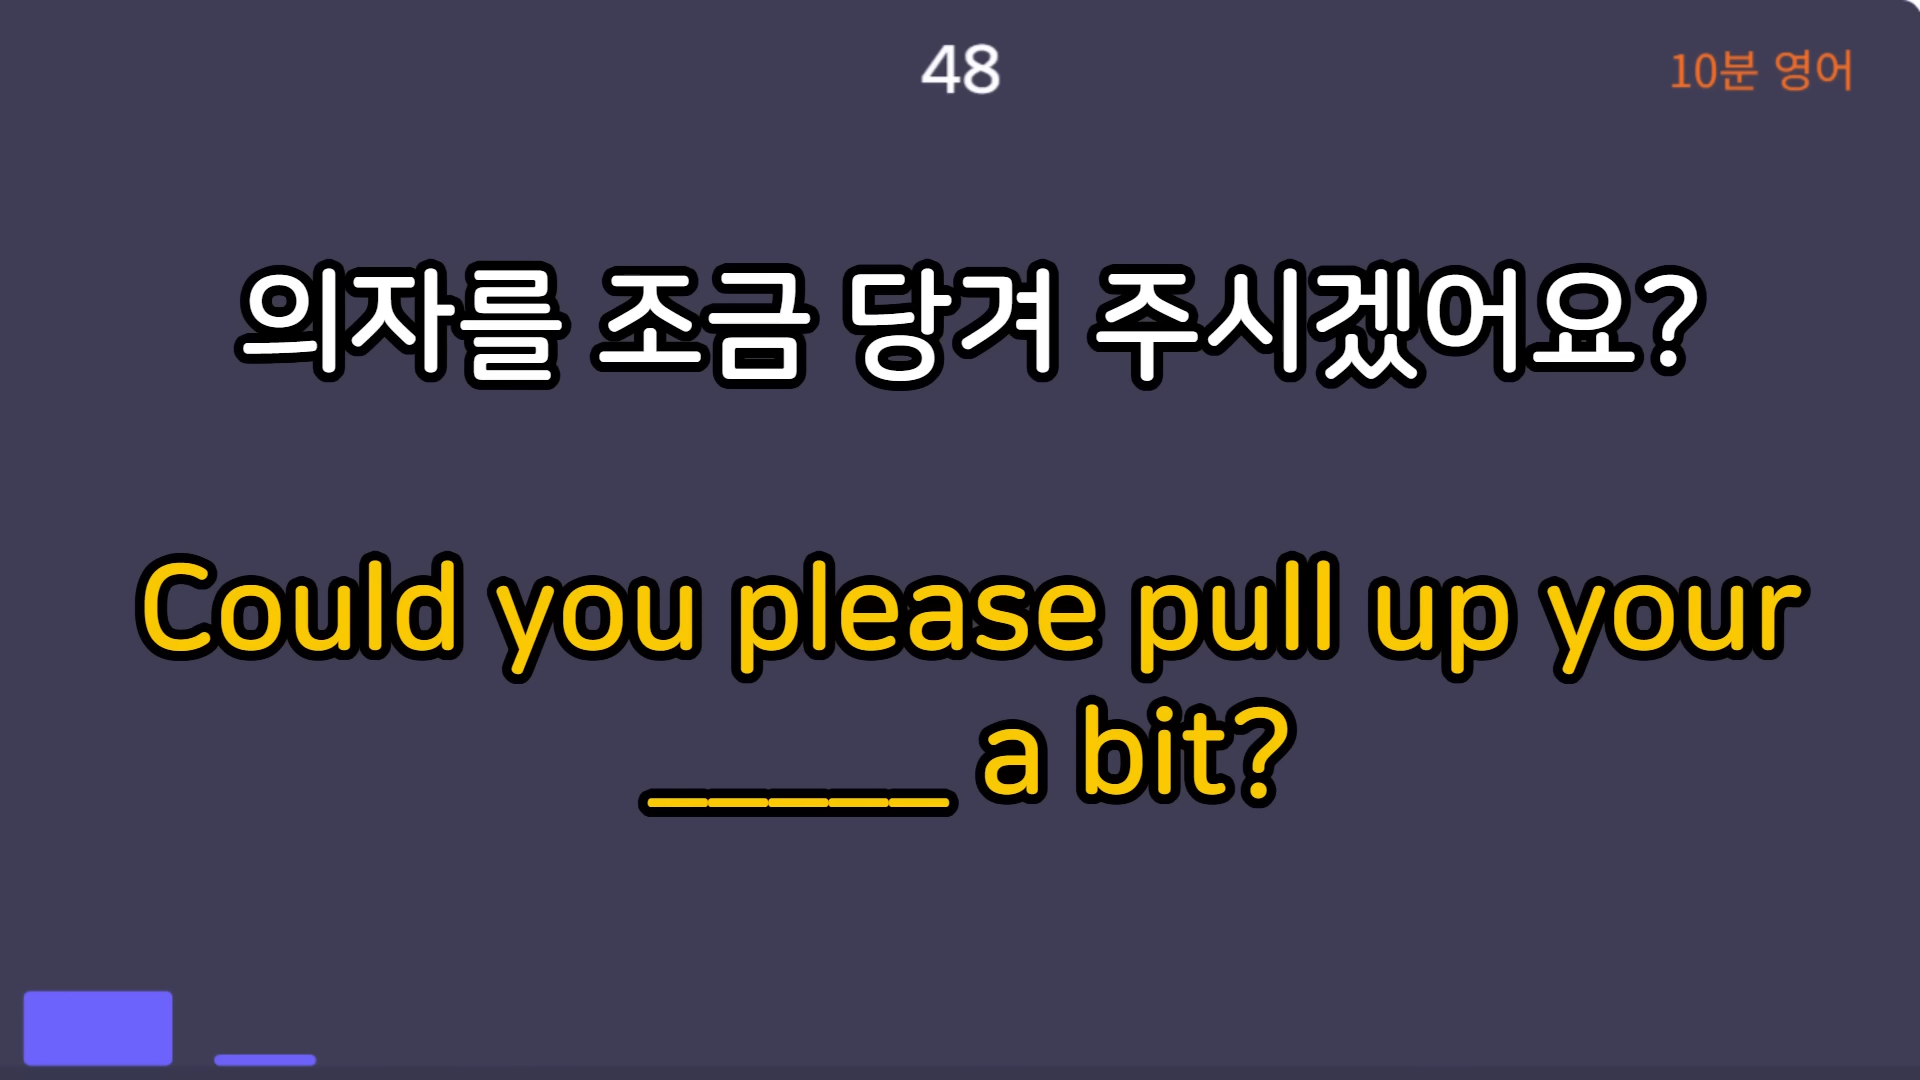 48
10분 영어
의자를 조금 당겨 주시겠어요?
Could you please pull up your
_____ a bit?